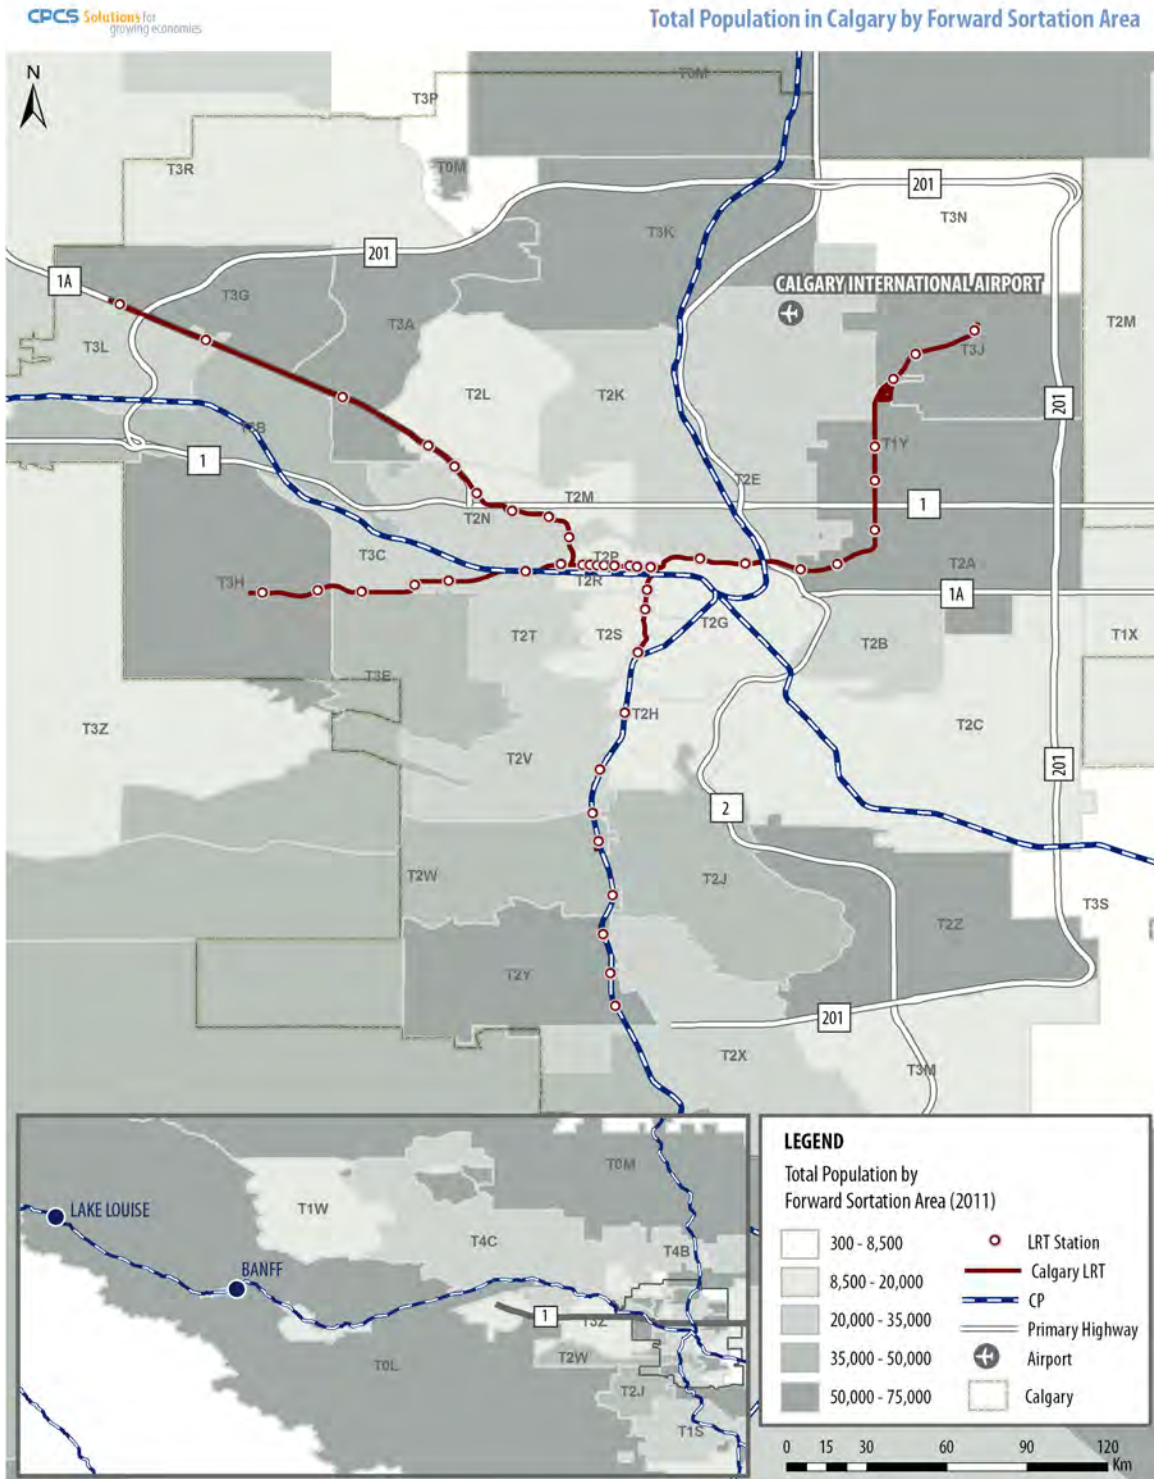 CPCS Solutions for
growing economies
Total Population in Calgary by Forward Sortation Area
N
T0M
T3P
T3R
T0M
201
T3N
T3K
201
1A
CALGARY INTERNATIONAL AIRPORT
T3G
T3A
T2M
T3L
T3J
T2L
T2K
201
T3B
T1Y
1
T2E
T2M
1
T2N
T3C
T2P
T2A
T3H
T2R
1A
T2G
T2T
T2S
T2B
T1X
T3E
T2H
T3Z
T2C
T2V
201
2
T2W
T2J
T3S
T2Z
T2Y
201
T2X
T3M
LAKE LOUISE
BANFF
T0M
T1W
T4C
T4B
1
T3Z
T2W
T0L
T2J
T1S
LEGEND
Total Population by
Forward Sortation Area (2011)
300 - 8,500
8,500 - 20,000
20,000 - 35,000
35,000 - 50,000
50,000 - 75,000
LRT Station
Calgary LRT
CP
Primary Highway
Airport
Calgary
0 15 30 60 90 120
Km